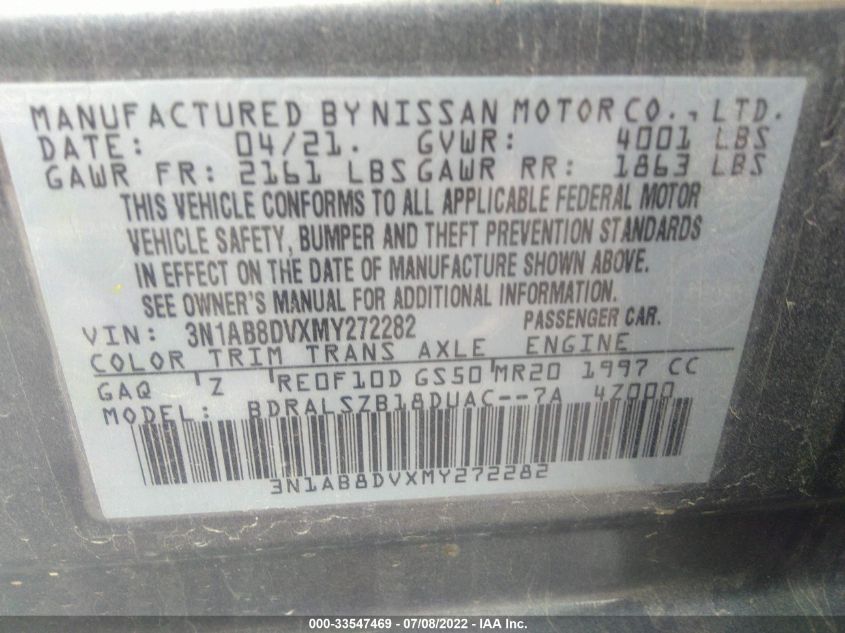 MANUFACTURED BY NISSAN MOTOR CO., LTD.
DATE: 04/21. GVWR: 4001 LBS
GAWR FR: 2161 LBS GAWR RR: 1863 LBS
THIS VEHICLE CONFORMS TO ALL APPLICABLE FEDERAL MOTOR
VEHICLE SAFETY, BUMPER AND THEFT PREVENTION STANDARDS
IN EFFECT ON THE DATE OF MANUFACTURE SHOWN ABOVE.
SEE OWNER'S MANUAL FOR ADDITIONAL INFORMATION.
VIN: 3N1AB8DVXMY272282 PASSENGER CAR.
COLOR TRIM TRANS AXLE ENGINE
GAQ Z RE0F10D GS50 MR20 1997 CC
MODEL: BDRALSZB18DUAC--7A 4Z000
3N1AB8DVXMY272282
000-33547469 - 07/08/2022 - IAA Inc.